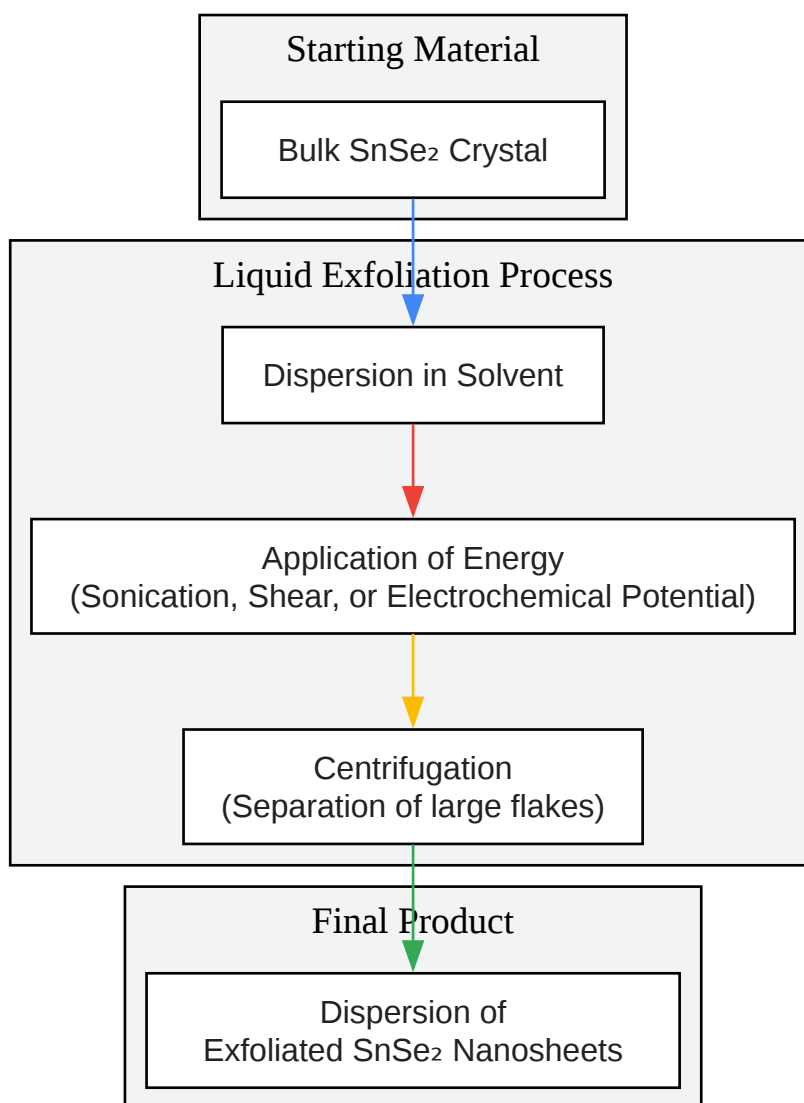 Starting Material
Bulk SnSe₂ Crystal
Liquid Exfoliation Process
Dispersion in Solvent
Application of Energy
(Sonication, Shear, or Electrochemical Potential)
Centrifugation
(Separation of large flakes)
Final Product
Dispersion of
Exfoliated SnSe₂ Nanosheets